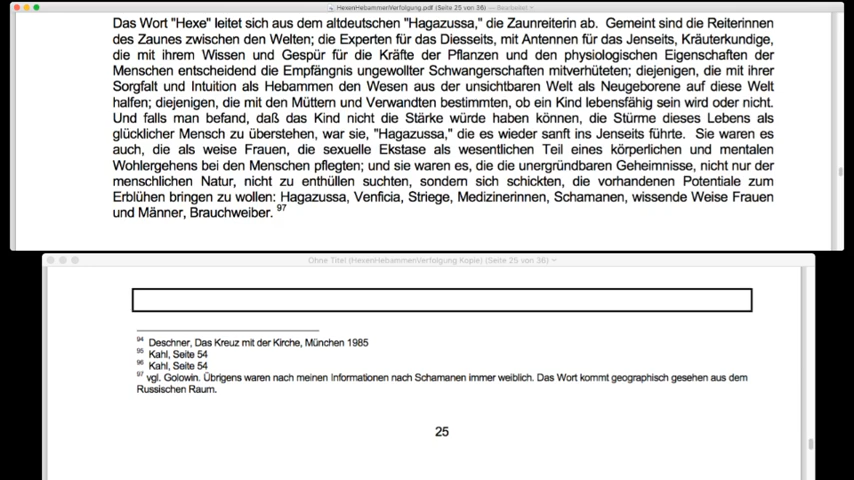 HexenHebammenVerfolgung.pdf (Seite 25 von 36) — Bearbeitet
Das Wort "Hexe" leitet sich aus dem altdeutschen "Hagazussa," die Zaunreiterin ab. Gemeint sind die Reiterinnen
des Zaunes zwischen den Welten; die Experten für das Diesseits, mit Antennen für das Jenseits, Kräuterkundige,
die mit ihrem Wissen und Gespür für die Kräfte der Pflanzen und den physiologischen Eigenschaften der
Menschen entscheidend die Empfängnis ungewollter Schwangerschaften mitverhüteten; diejenigen, die mit ihrer
Sorgfalt und Intuition als Hebammen den Wesen aus der unsichtbaren Welt als Neugeborene auf diese Welt
halfen; diejenigen, die mit den Müttern und Verwandten bestimmten, ob ein Kind lebensfähig sein wird oder nicht.
Und falls man befand, daß das Kind nicht die Stärke würde haben können, die Stürme dieses Lebens als
glücklicher Mensch zu überstehen, war sie, "Hagazussa," die es wieder sanft ins Jenseits führte. Sie waren es
auch, die als weise Frauen, die sexuelle Ekstase als wesentlichen Teil eines körperlichen und mentalen
Wohlergehens bei den Menschen pflegten; und sie waren es, die die unergründbaren Geheimnisse, nicht nur der
menschlichen Natur, nicht zu enthüllen suchten, sondern sich schickten, die vorhandenen Potentiale zum
Erblühen bringen zu wollen: Hagazussa, Venficia, Striege, Medizinerinnen, Schamanen, wissende Weise Frauen
und Männer, Brauchweiber. 97
Ohne Titel (HexenHebammenVerfolgung Kopie) (Seite 25 von 36)
94 Deschner, Das Kreuz mit der Kirche, München 1985
95 Kahl, Seite 54
96 Kahl, Seite 54
97 vgl. Golowin. Übrigens waren nach meinen Informationen nach Schamanen immer weiblich. Das Wort kommt geographisch gesehen aus dem
Russischen Raum.
25